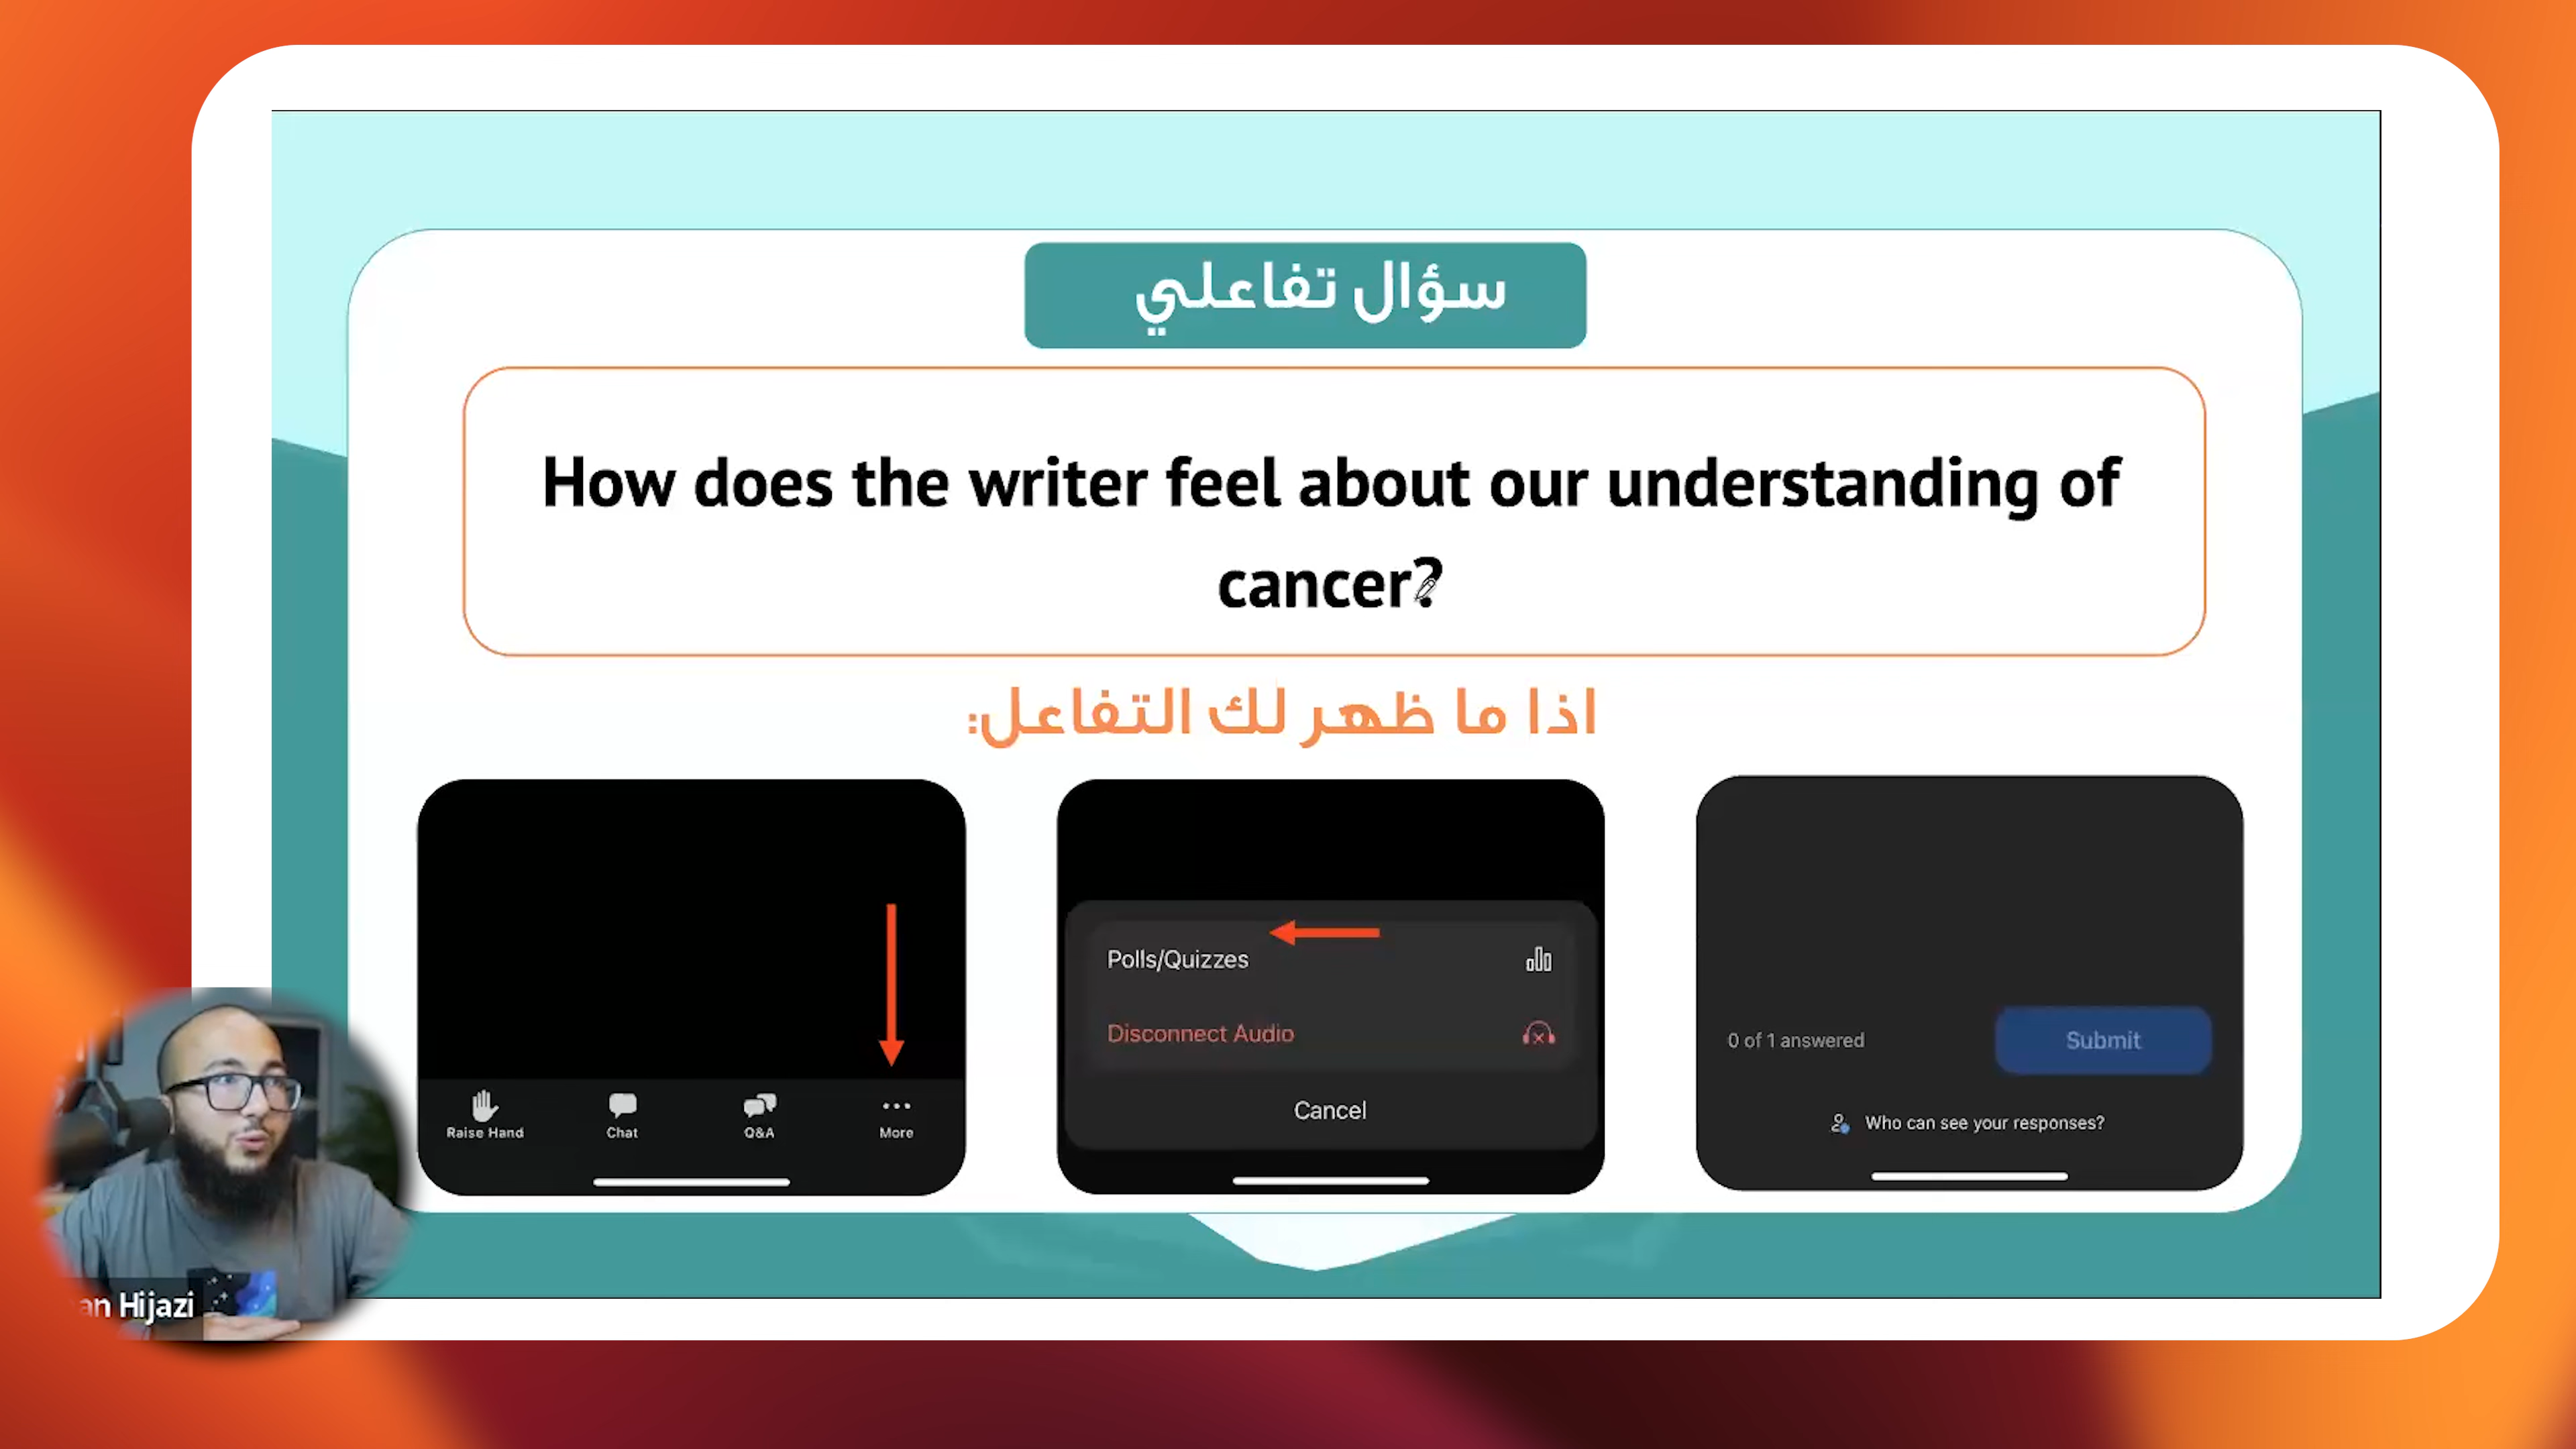 سؤال تفاعلي
How does the writer feel about our understanding of
cancer?
اذا ما ظهر لك التفاعل:
Raise Hand
Chat
Q&A
More
Polls/Quizzes
Disconnect Audio
Cancel
0 of 1 answered
Submit
Who can see your responses?
an Hijazi